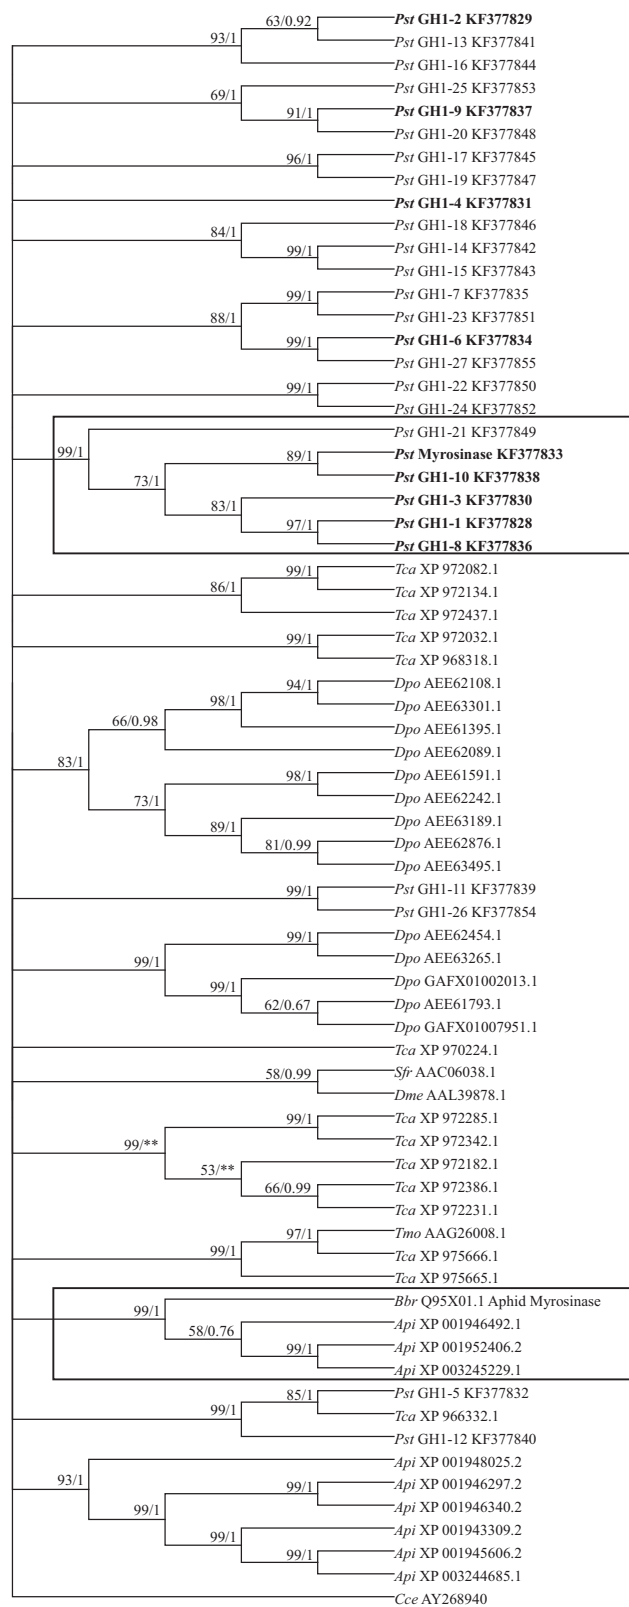 63/0.92 Pst GH1-2 KF377829
93/1 Pst GH1-13 KF377841
Pst GH1-16 KF377844
69/1 Pst GH1-25 KF377853
91/1 Pst GH1-9 KF377837
Pst GH1-20 KF377848
96/1 Pst GH1-17 KF377845
Pst GH1-19 KF377847
Pst GH1-4 KF377831
84/1 Pst GH1-18 KF377846
99/1 Pst GH1-14 KF377842
Pst GH1-15 KF377843
99/1 Pst GH1-7 KF377835
88/1 Pst GH1-23 KF377851
99/1 Pst GH1-6 KF377834
Pst GH1-27 KF377855
99/1 Pst GH1-22 KF377850
Pst GH1-24 KF377852
99/1 Pst GH1-21 KF377849
89/1 Pst Myrosinase KF377833
73/1 Pst GH1-10 KF377838
83/1 Pst GH1-3 KF377830
97/1 Pst GH1-1 KF377828
Pst GH1-8 KF377836
99/1 Tca XP 972082.1
86/1 Tca XP 972134.1
Tca XP 972437.1
99/1 Tca XP 972032.1
Tca XP 968318.1
94/1 Dpo AEE62108.1
98/1 Dpo AEE63301.1
66/0.98 Dpo AEE61395.1
Dpo AEE62089.1
83/1 98/1 Dpo AEE61591.1
73/1 Dpo AEE62242.1
89/1 Dpo AEE63189.1
81/0.99 Dpo AEE62876.1
Dpo AEE63495.1
99/1 Pst GH1-11 KF377839
Pst GH1-26 KF377854
99/1 Dpo AEE62454.1
99/1 Dpo AEE63265.1
99/1 Dpo GAFX01002013.1
62/0.67 Dpo AEE61793.1
Dpo GAFX01007951.1
Tca XP 970224.1
58/0.99 Sfr AAC06038.1
Dme AAL39878.1
99/1 Tca XP 972285.1
99/** Tca XP 972342.1
53/** Tca XP 972182.1
66/0.99 Tca XP 972386.1
Tca XP 972231.1
97/1 Tmo AAG26008.1
99/1 Tca XP 975666.1
Tca XP 975665.1
99/1 Bbr Q95X01.1 Aphid Myrosinase
58/0.76 Api XP 001946492.1
99/1 Api XP 001952406.2
Api XP 003245229.1
85/1 Pst GH1-5 KF377832
99/1 Tca XP 966332.1
Pst GH1-12 KF377840
93/1 Api XP 001948025.2
99/1 Api XP 001946297.2
99/1 Api XP 001946340.2
99/1 Api XP 001943309.2
99/1 Api XP 001945606.2
Api XP 003244685.1
Cce AY268940